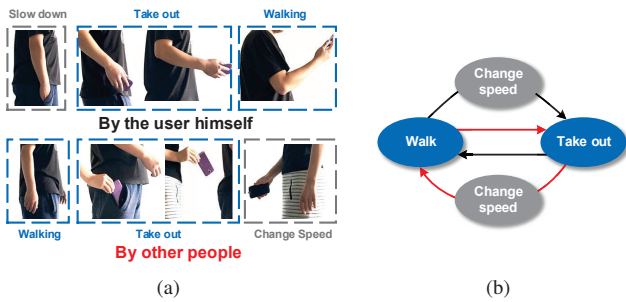 Slow down Take out Walking
By the user himself
Walking Take out Change Speed
By other people
(a)
Change
speed
Walk Take out
Change
speed
(b)